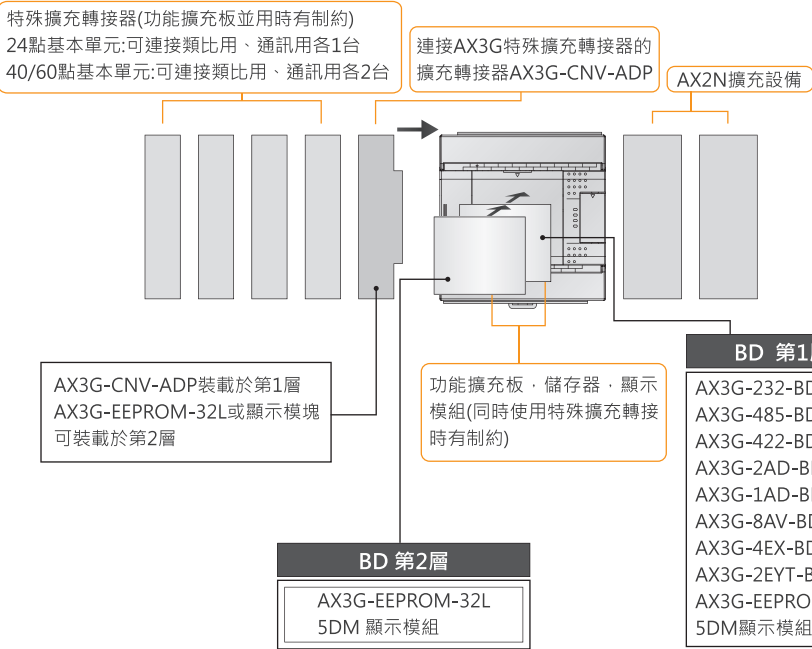 特殊擴充轉接器(功能擴充板並用時有制約)
24點基本單元:可連接類比用、通訊用各1台
40/60點基本單元:可連接類比用、通訊用各2台
連接AX3G特殊擴充轉接器的
擴充轉接器AX3G-CNV-ADP
AX2N擴充設備
AX3G-CNV-ADP裝載於第1層
AX3G-EEPROM-32L或顯示模塊
可裝載於第2層
功能擴充板，儲存器，顯示
模組(同時使用特殊擴充轉接
時有制約)
BD 第1
AX3G-232-BD
AX3G-485-BD
AX3G-422-BD
AX3G-2AD-B
AX3G-1AD-B
AX3G-8AV-BD
AX3G-4EX-BD
AX3G-2EYT-B
AX3G-EEPRO
5DM顯示模組
BD 第2層
AX3G-EEPROM-32L
5DM 顯示模組